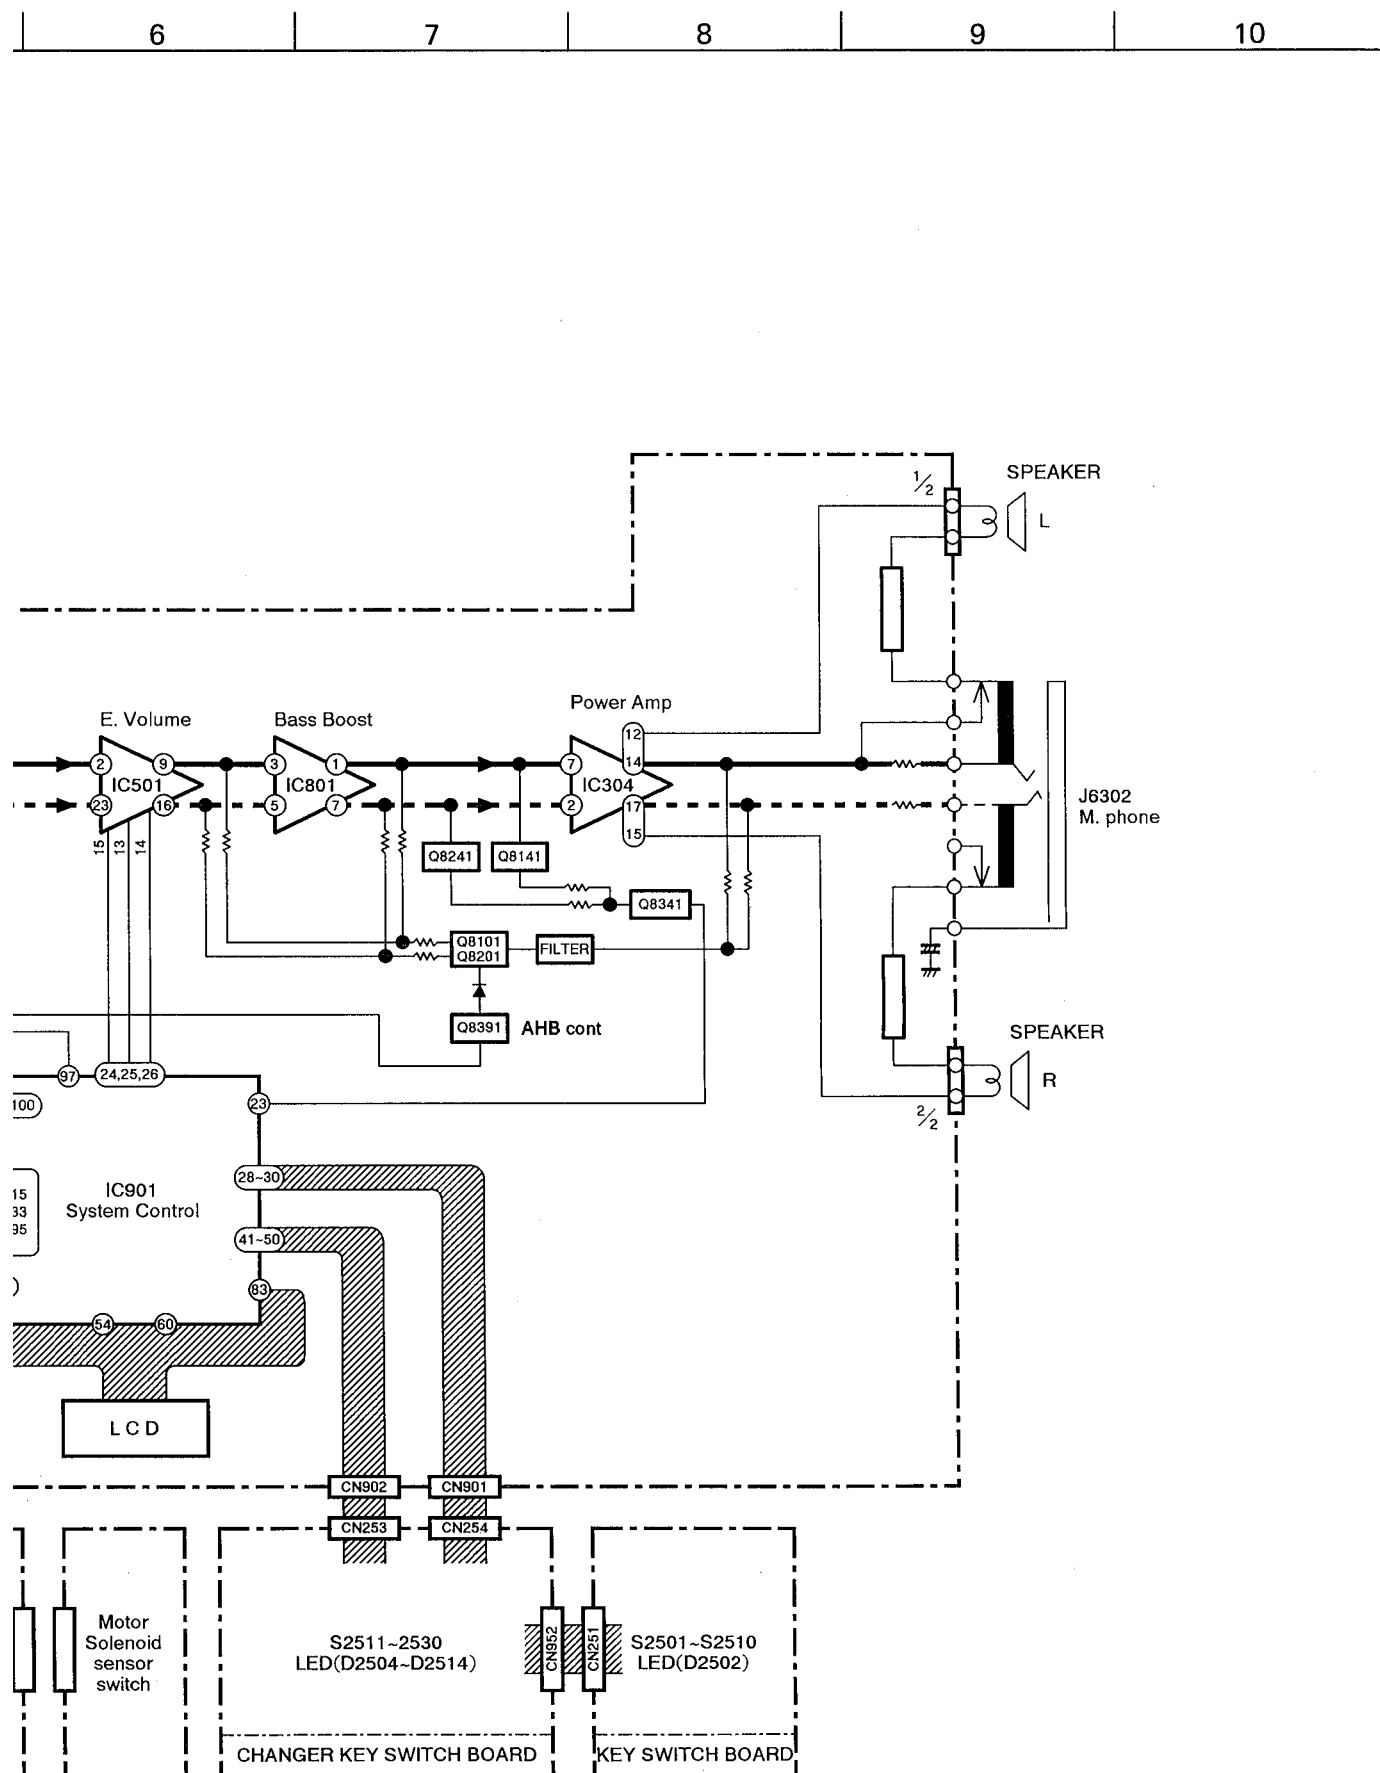 6 7 8 9 10
SPEAKER
1/2
L
Power Amp
E. Volume Bass Boost
12
2 9 3 1 7 14
IC501 IC801 IC304
23 16 5 7 2 17
15
J6302
M. phone
15 13 14
Q8241 Q8141
Q8341
Q8101
Q8201
FILTER
Q8391 AHB cont
SPEAKER
R
2/2
97 24,25,26
100 23
28~30
15
33
95
IC901
System Control
41~50
83
54 60
LCD
CN902 CN901
CN253 CN254
Motor
Solenoid
sensor
switch
S2511~2530
LED(D2504~D2514)
CN952 CN251
S2501~S2510
LED(D2502)
CHANGER KEY SWITCH BOARD KEY SWITCH BOARD